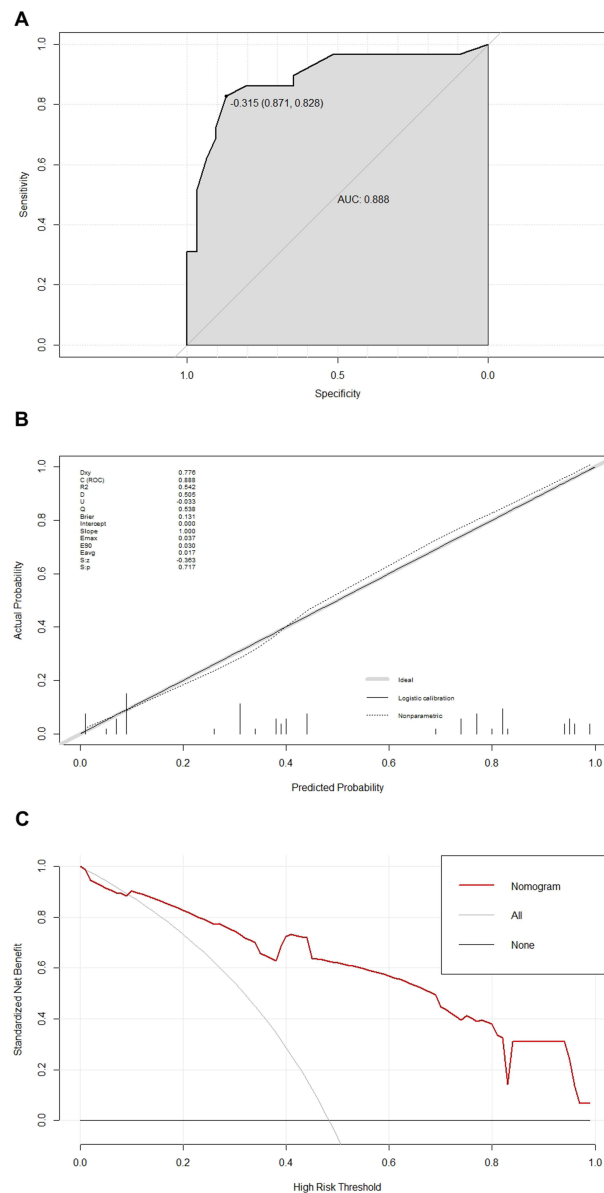 A
1.0
0.8
0.6
0.4
0.2
0.0
Sensitivity
-0.315 (0.871, 0.828)
AUC: 0.888
1.0 0.5 0.0
Specificity
B
1.0
0.8
0.6
0.4
0.2
0.0
Actual Probability
Dxy 0.776
C (ROC) 0.888
R2 0.542
D 0.505
U -0.033
Q 0.538
Brier 0.131
Intercept 0.000
Slope 1.000
Emax 0.037
E90 0.030
Eavg 0.017
S:z -0.363
S:p 0.717
Ideal
Logistic calibration
Nonparametric
0.0 0.2 0.4 0.6 0.8 1.0
Predicted Probability
C
1.0
0.8
0.6
0.4
0.2
0.0
Standardized Net Benefit
Nomogram
All
None
0.0 0.2 0.4 0.6 0.8 1.0
High Risk Threshold